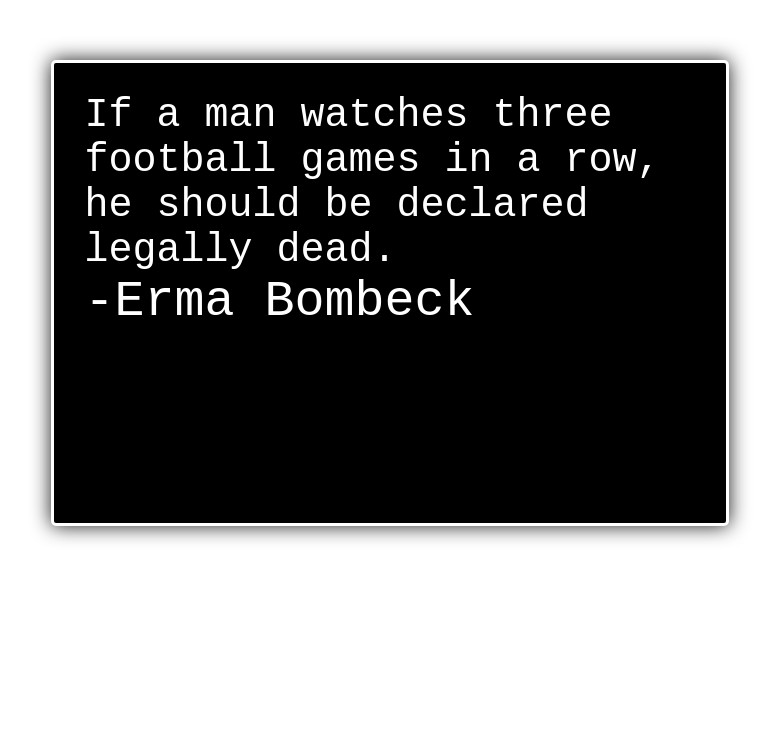 If a man watches three
football games in a row,
he should be declared
legally dead.
-Erma Bombeck